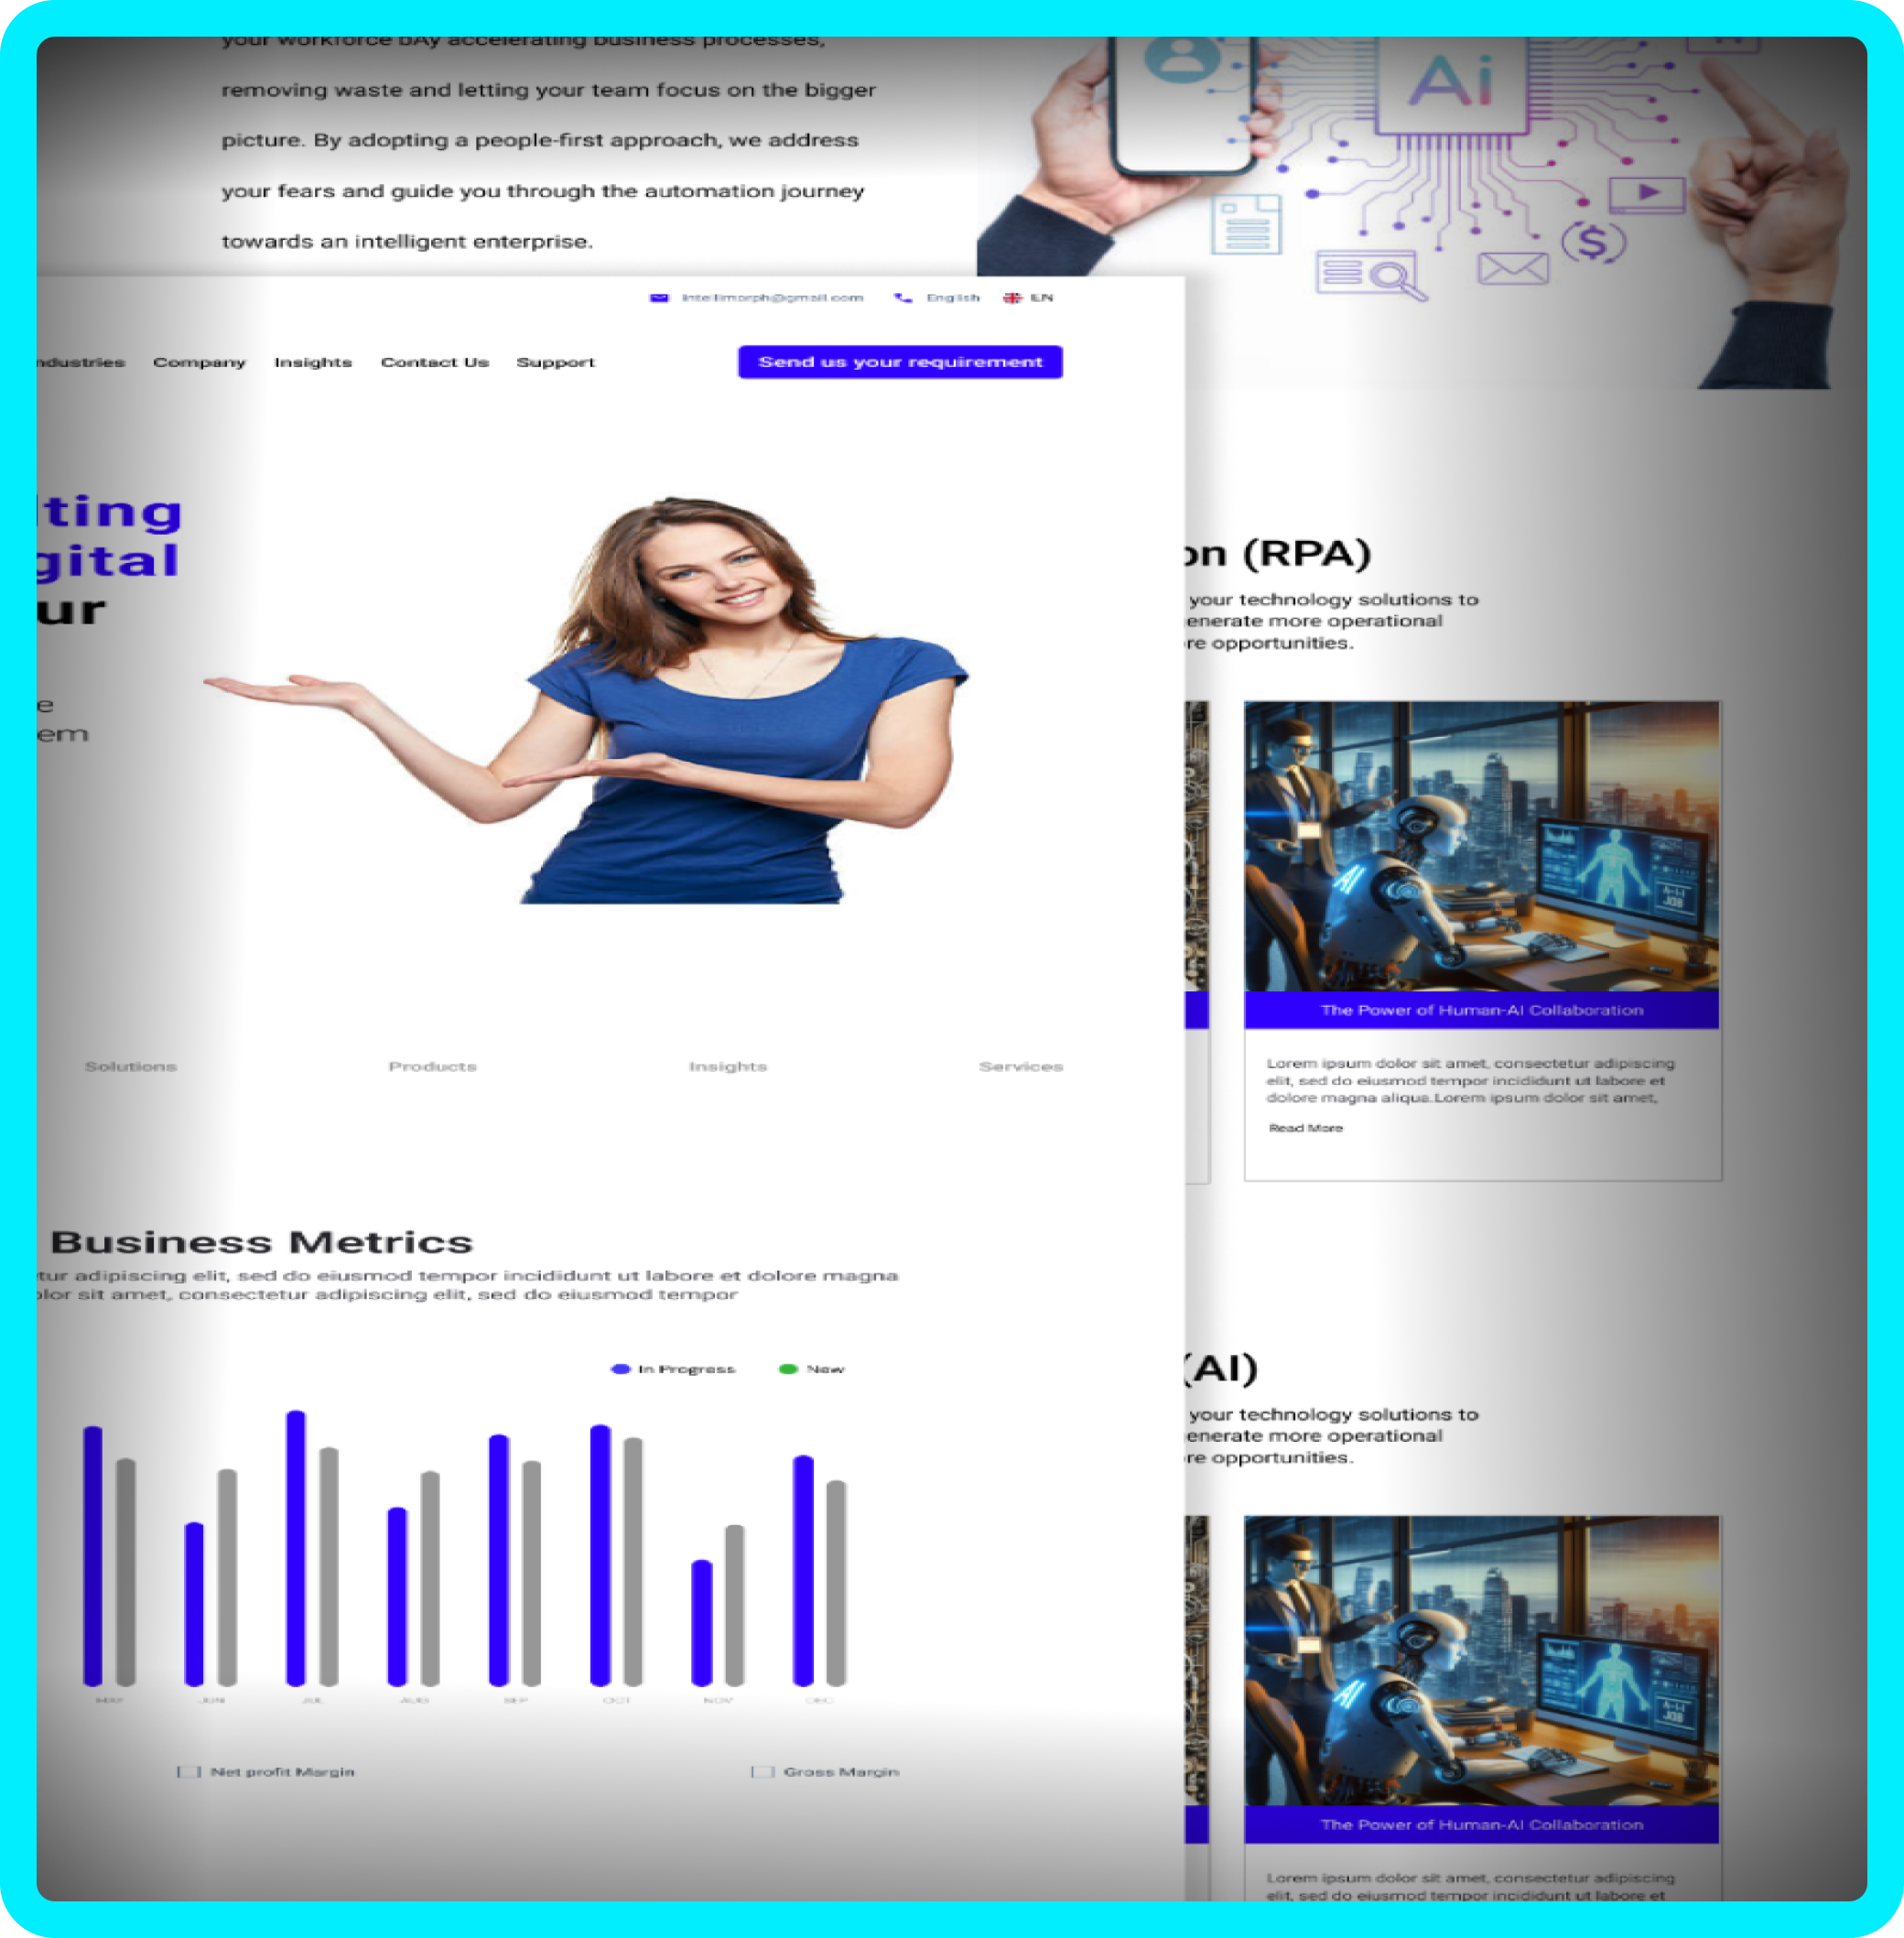 your workforce bAy accelerating business processes,
removing waste and letting your team focus on the bigger
picture. By adopting a people-first approach, we address
your fears and guide you through the automation journey
towards an intelligent enterprise.
Ai
Intellimorph@gmail.com English EN
ndustries Company Insights Contact Us Support Send us your requirement
lting
gital
ur
e
em
Solutions Products Insights Services
Business Metrics
tur adipiscing elit, sed do eiusmod tempor incididunt ut labore et dolore magna
olor sit amet, consectetur adipiscing elit, sed do eiusmod tempor
In Progress New
MAY JUN JUL AUG SEP OCT NOV DEC
Net profit Margin Gross Margin
on (RPA)
your technology solutions to
enerate more operational
re opportunities.
AI
JOB
The Power of Human-AI Collaboration
Lorem ipsum dolor sit amet, consectetur adipiscing
elit, sed do eiusmod tempor incididunt ut labore et
dolore magna aliqua.Lorem ipsum dolor sit amet,
Read More
(AI)
your technology solutions to
enerate more operational
re opportunities.
AI
JOB
The Power of Human-AI Collaboration
Lorem ipsum dolor sit amet, consectetur adipiscing
elit, sed do eiusmod tempor incididunt ut labore et